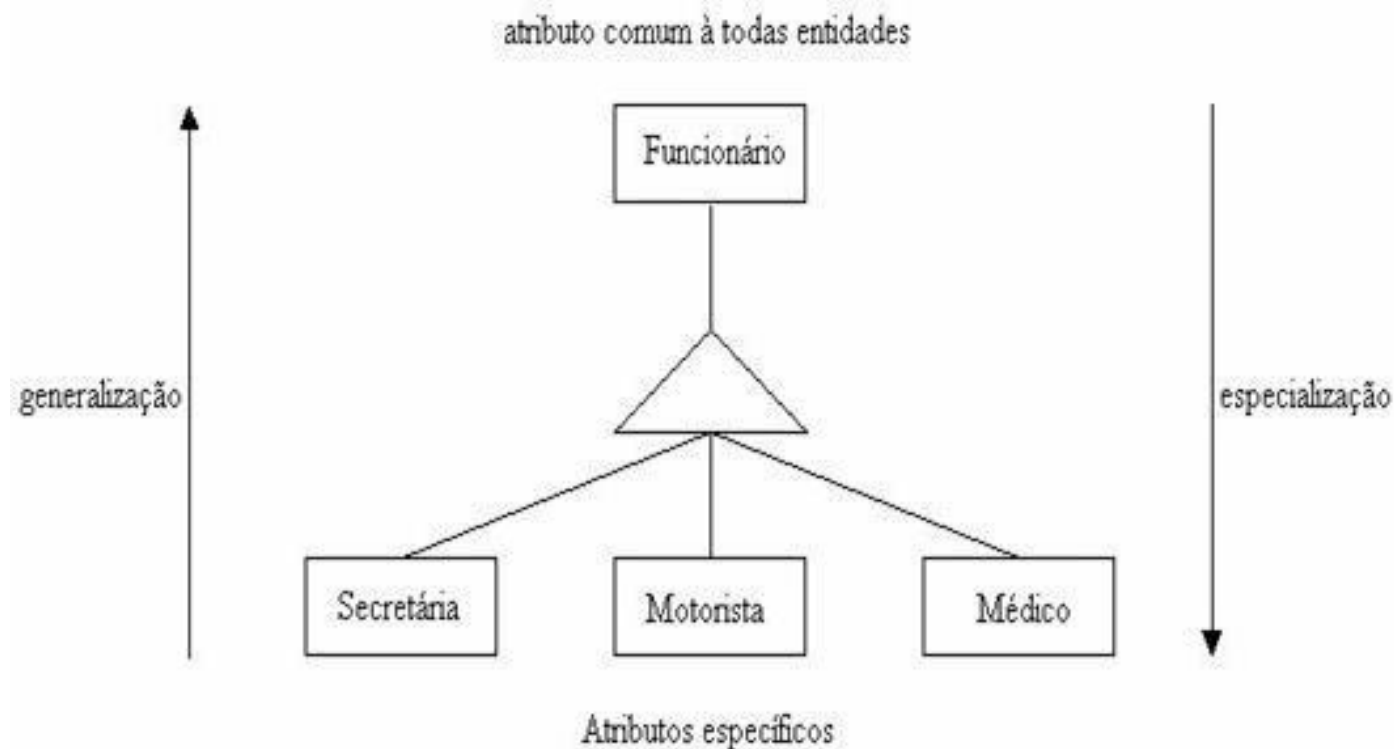 atributo comum à todas entidades
Funcionário
generalização
especialização
Secretária
Motorista
Médico
Atributos específicos